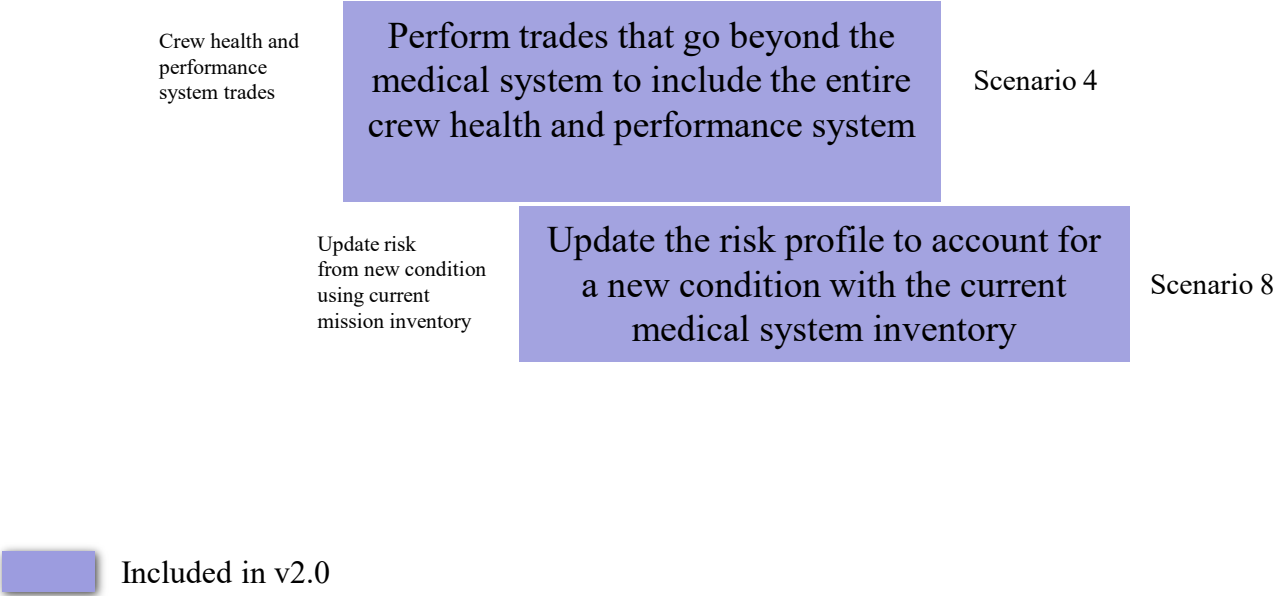 Crew health and
performance
system trades
Perform trades that go beyond the
medical system to include the entire
crew health and performance system
Scenario 4
Update risk
from new condition
using current
mission inventory
Update the risk profile to account for
a new condition with the current
medical system inventory
Scenario 8
Included in v2.0